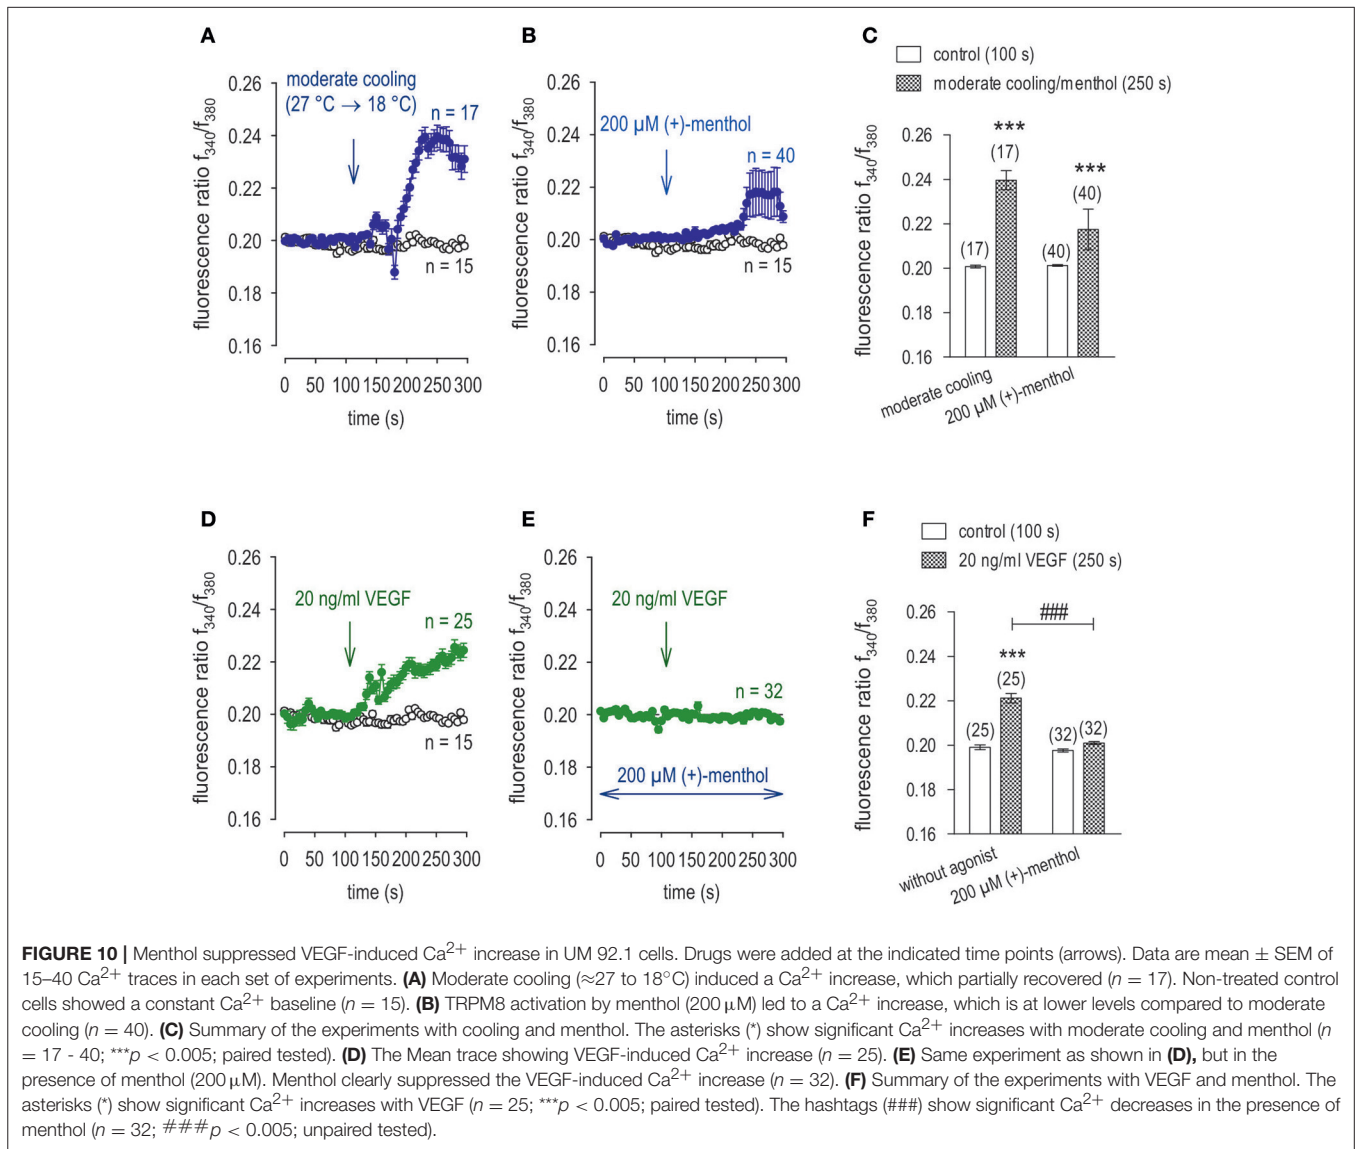 A
fluorescence ratio f340/f380
0.26
0.24
0.22
0.20
0.18
0.16
moderate cooling
(27 °C → 18 °C)
n = 17
n = 15
0 50 100 150 200 250 300
time (s)
B
fluorescence ratio f340/f380
0.26
0.24
0.22
0.20
0.18
0.16
200 µM (+)-menthol
n = 40
n = 15
0 50 100 150 200 250 300
time (s)
C
control (100 s)
moderate cooling/menthol (250 s)
fluorescence ratio f340/f380
0.26
0.24
0.22
0.20
0.18
0.16
***
(17)
***
(40)
(17)
(40)
moderate cooling
200 µM (+)-menthol
D
fluorescence ratio f340/f380
0.26
0.24
0.22
0.20
0.18
0.16
20 ng/ml VEGF
n = 25
n = 15
0 50 100 150 200 250 300
time (s)
E
fluorescence ratio f340/f380
0.26
0.24
0.22
0.20
0.18
0.16
20 ng/ml VEGF
n = 32
200 µM (+)-menthol
0 50 100 150 200 250 300
time (s)
F
control (100 s)
20 ng/ml VEGF (250 s)
fluorescence ratio f340/f380
0.26
0.24
0.22
0.20
0.18
0.16
###
***
(25)
(25)
(32)
(32)
without agonist
200 µM (+)-menthol
FIGURE 10 | Menthol suppressed VEGF-induced Ca2+ increase in UM 92.1 cells. Drugs were added at the indicated time points (arrows). Data are mean ± SEM of
15–40 Ca2+ traces in each set of experiments. (A) Moderate cooling (≈27 to 18°C) induced a Ca2+ increase, which partially recovered (n = 17). Non-treated control
cells showed a constant Ca2+ baseline (n = 15). (B) TRPM8 activation by menthol (200 µM) led to a Ca2+ increase, which is at lower levels compared to moderate
cooling (n = 40). (C) Summary of the experiments with cooling and menthol. The asterisks (*) show significant Ca2+ increases with moderate cooling and menthol (n
= 17 - 40; ***p < 0.005; paired tested). (D) The Mean trace showing VEGF-induced Ca2+ increase (n = 25). (E) Same experiment as shown in (D), but in the
presence of menthol (200 µM). Menthol clearly suppressed the VEGF-induced Ca2+ increase (n = 32). (F) Summary of the experiments with VEGF and menthol. The
asterisks (*) show significant Ca2+ increases with VEGF (n = 25; ***p < 0.005; paired tested). The hashtags (###) show significant Ca2+ decreases in the presence of
menthol (n = 32; ###p < 0.005; unpaired tested).